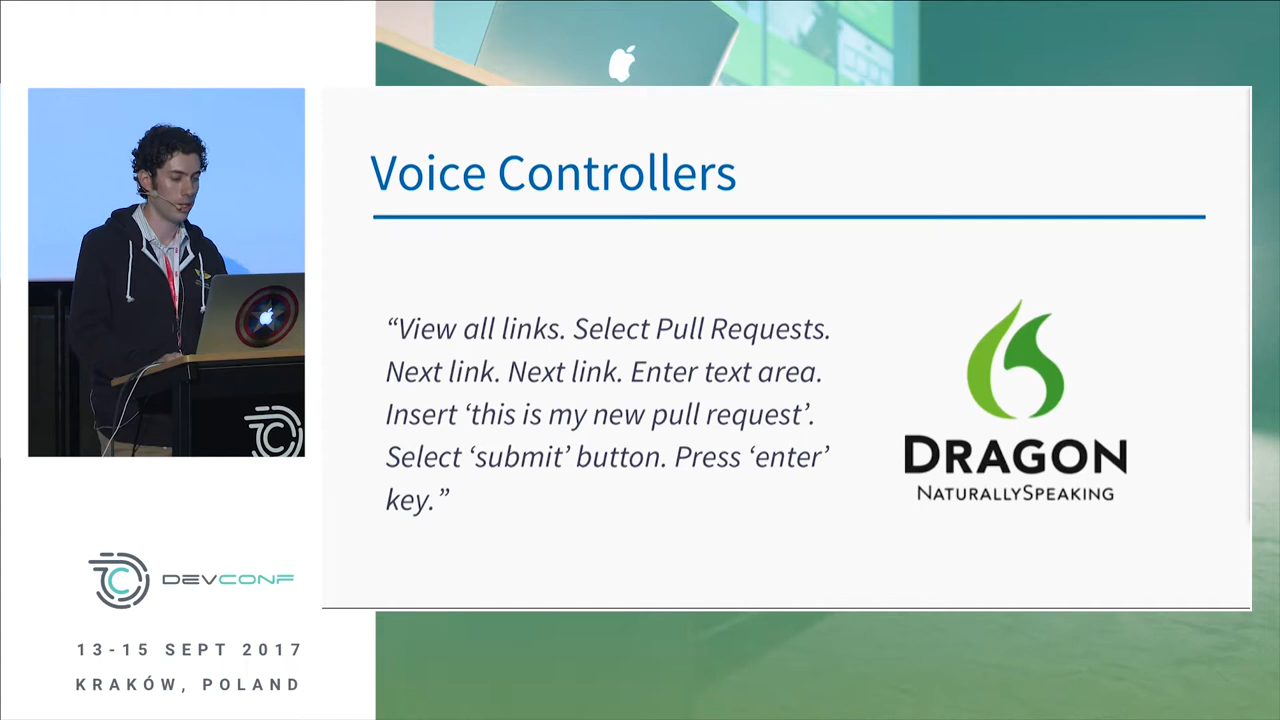 Voice Controllers
“View all links. Select Pull Requests.
Next link. Next link. Enter text area.
Insert ‘this is my new pull request’.
Select ‘submit’ button. Press ‘enter’
key.”
DRAGON
NATURALLYSPEAKING
DEVCONF
13-15 SEPT 2017
KRAKÓW, POLAND